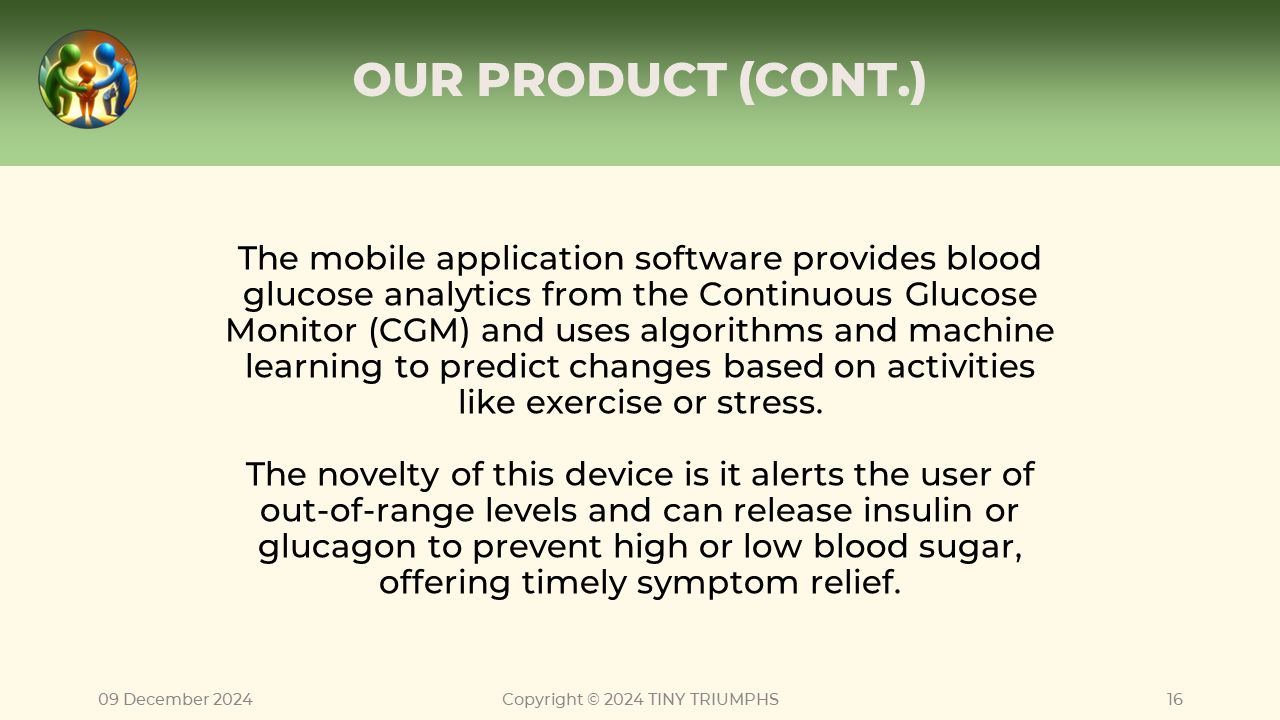 OUR PRODUCT (CONT.)
The mobile application software provides blood
glucose analytics from the Continuous Glucose
Monitor (CGM) and uses algorithms and machine
learning to predict changes based on activities
like exercise or stress.
The novelty of this device is it alerts the user of
out-of-range levels and can release insulin or
glucagon to prevent high or low blood sugar,
offering timely symptom relief.
09 December 2024
Copyright © 2024 TINY TRIUMPHS
16